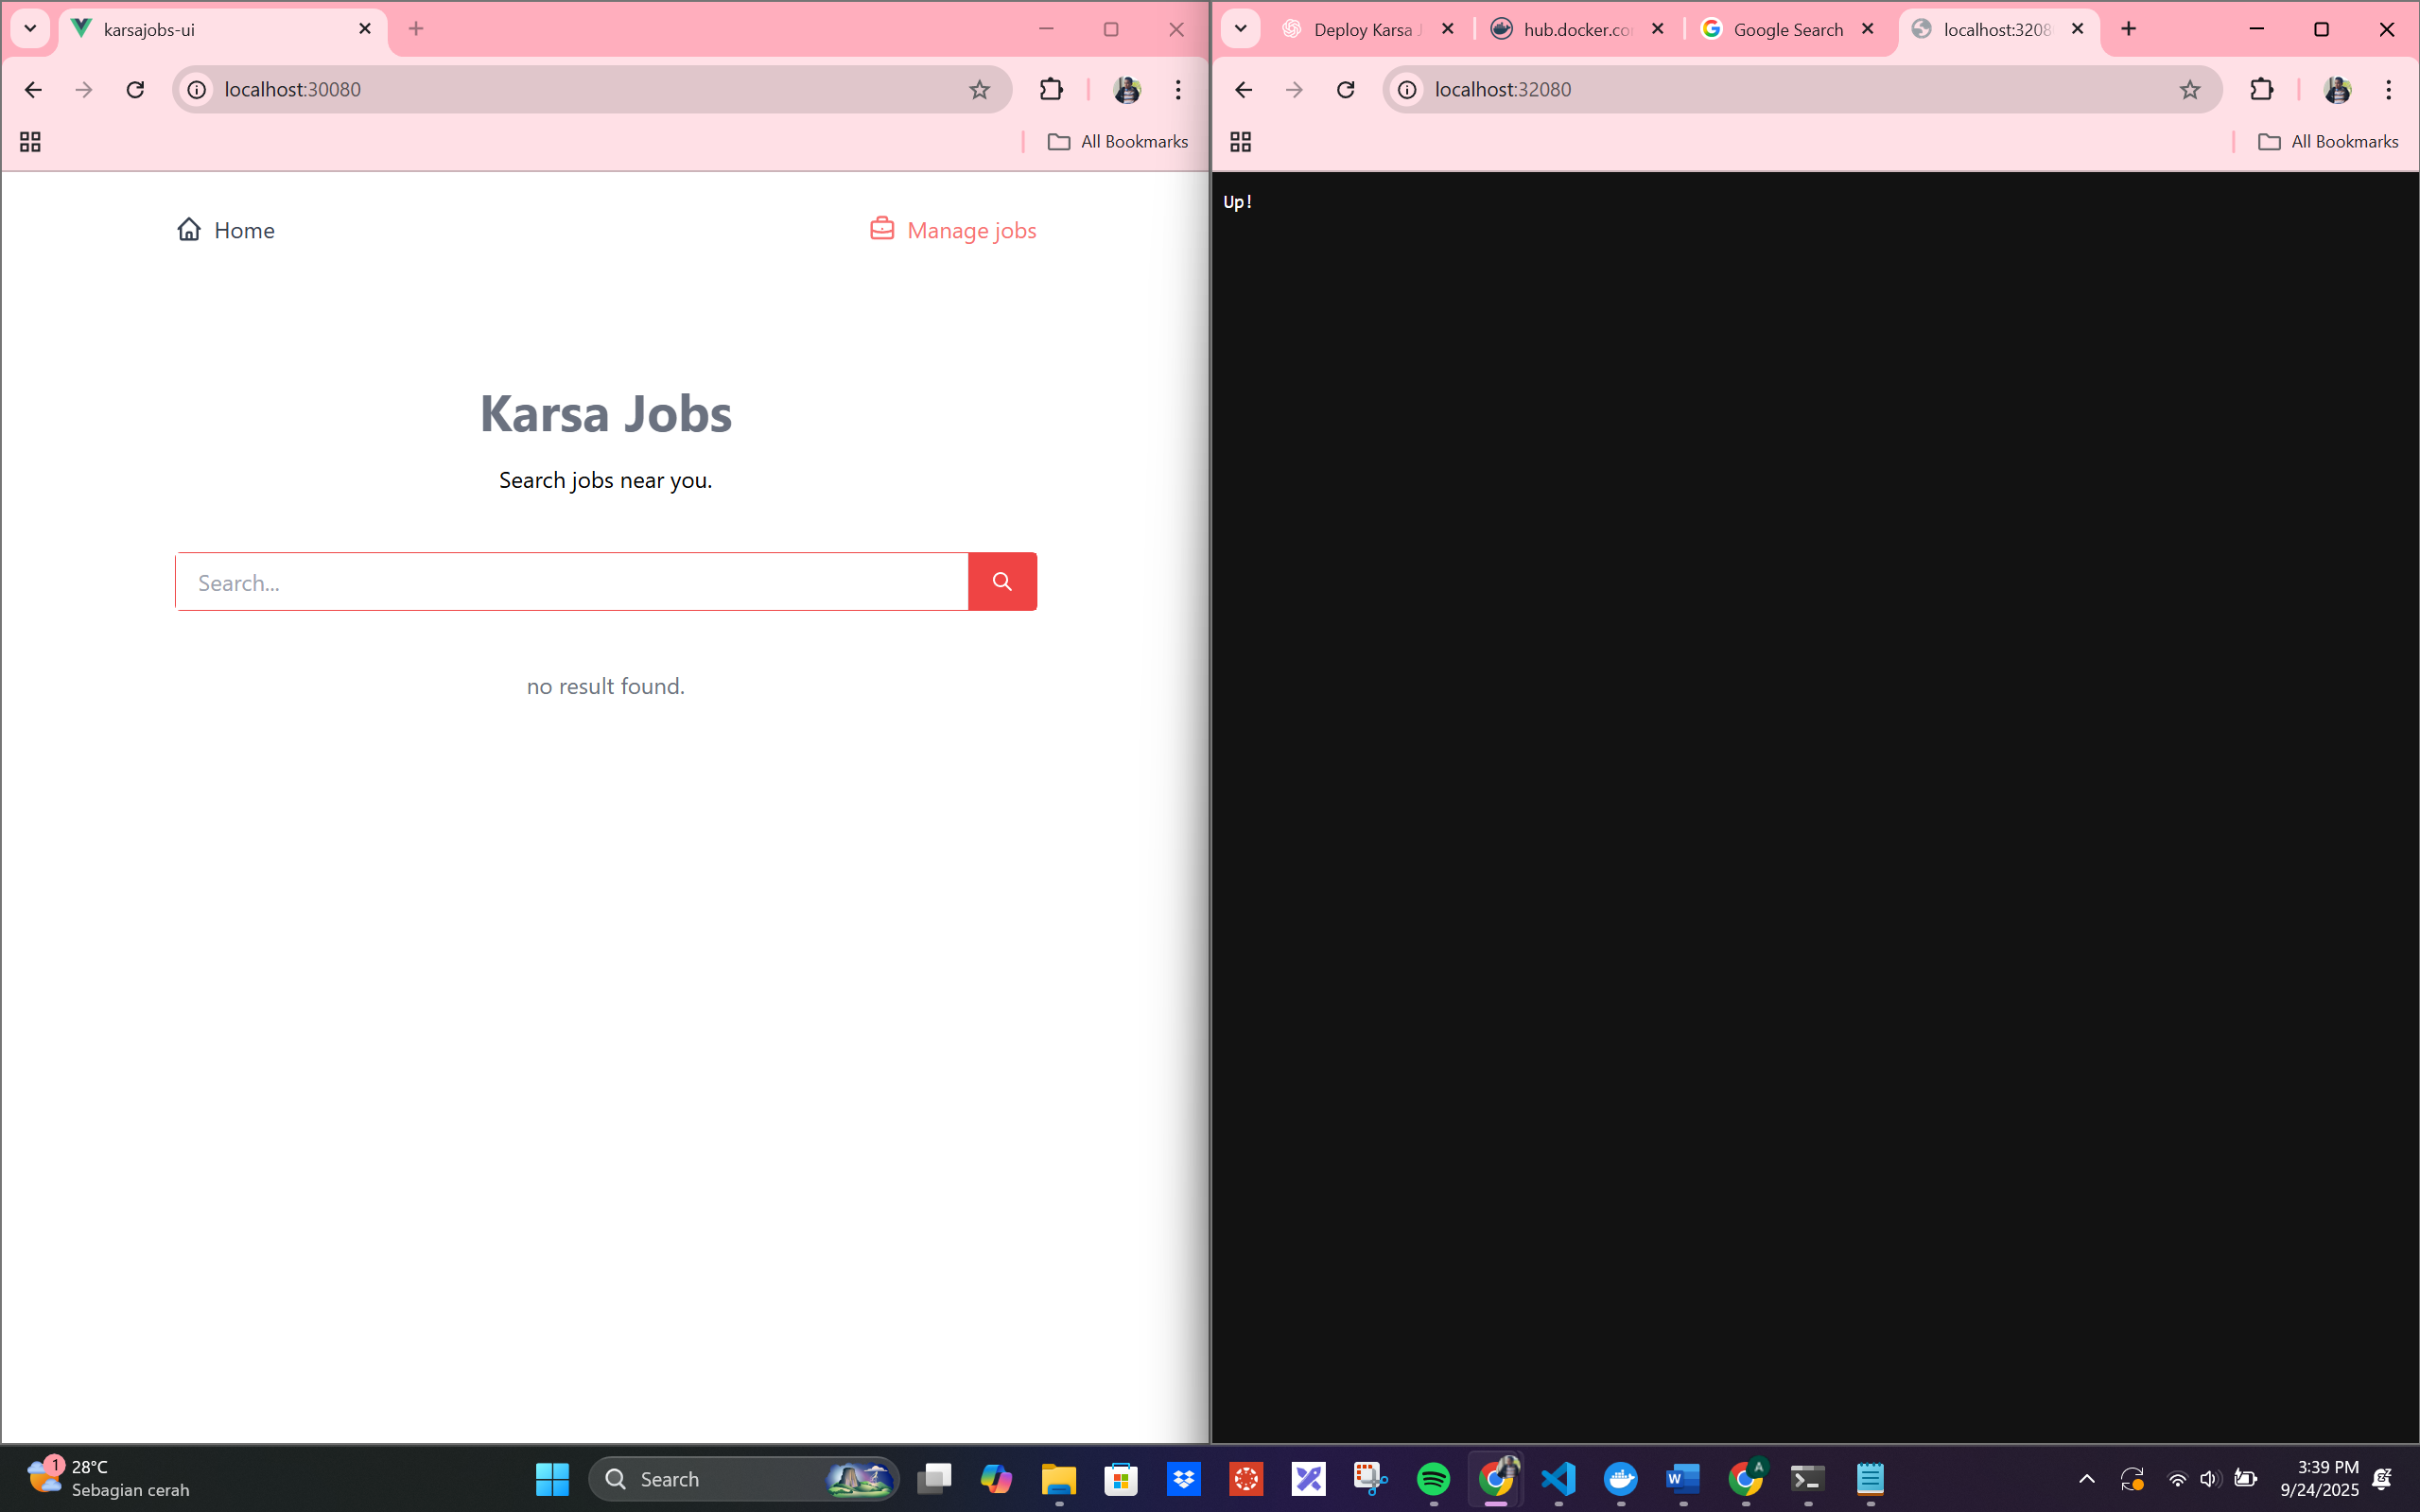 karsajobs-ui
localhost:30080
All Bookmarks
Home
Manage jobs
Karsa Jobs
Search jobs near you.
Search...
no result found.
Deploy Karsa J
hub.docker.co
Google Search
localhost:3208
localhost:32080
All Bookmarks
Up!
1
28°C
Sebagian cerah
Search
W
A
3:39 PM
9/24/2025